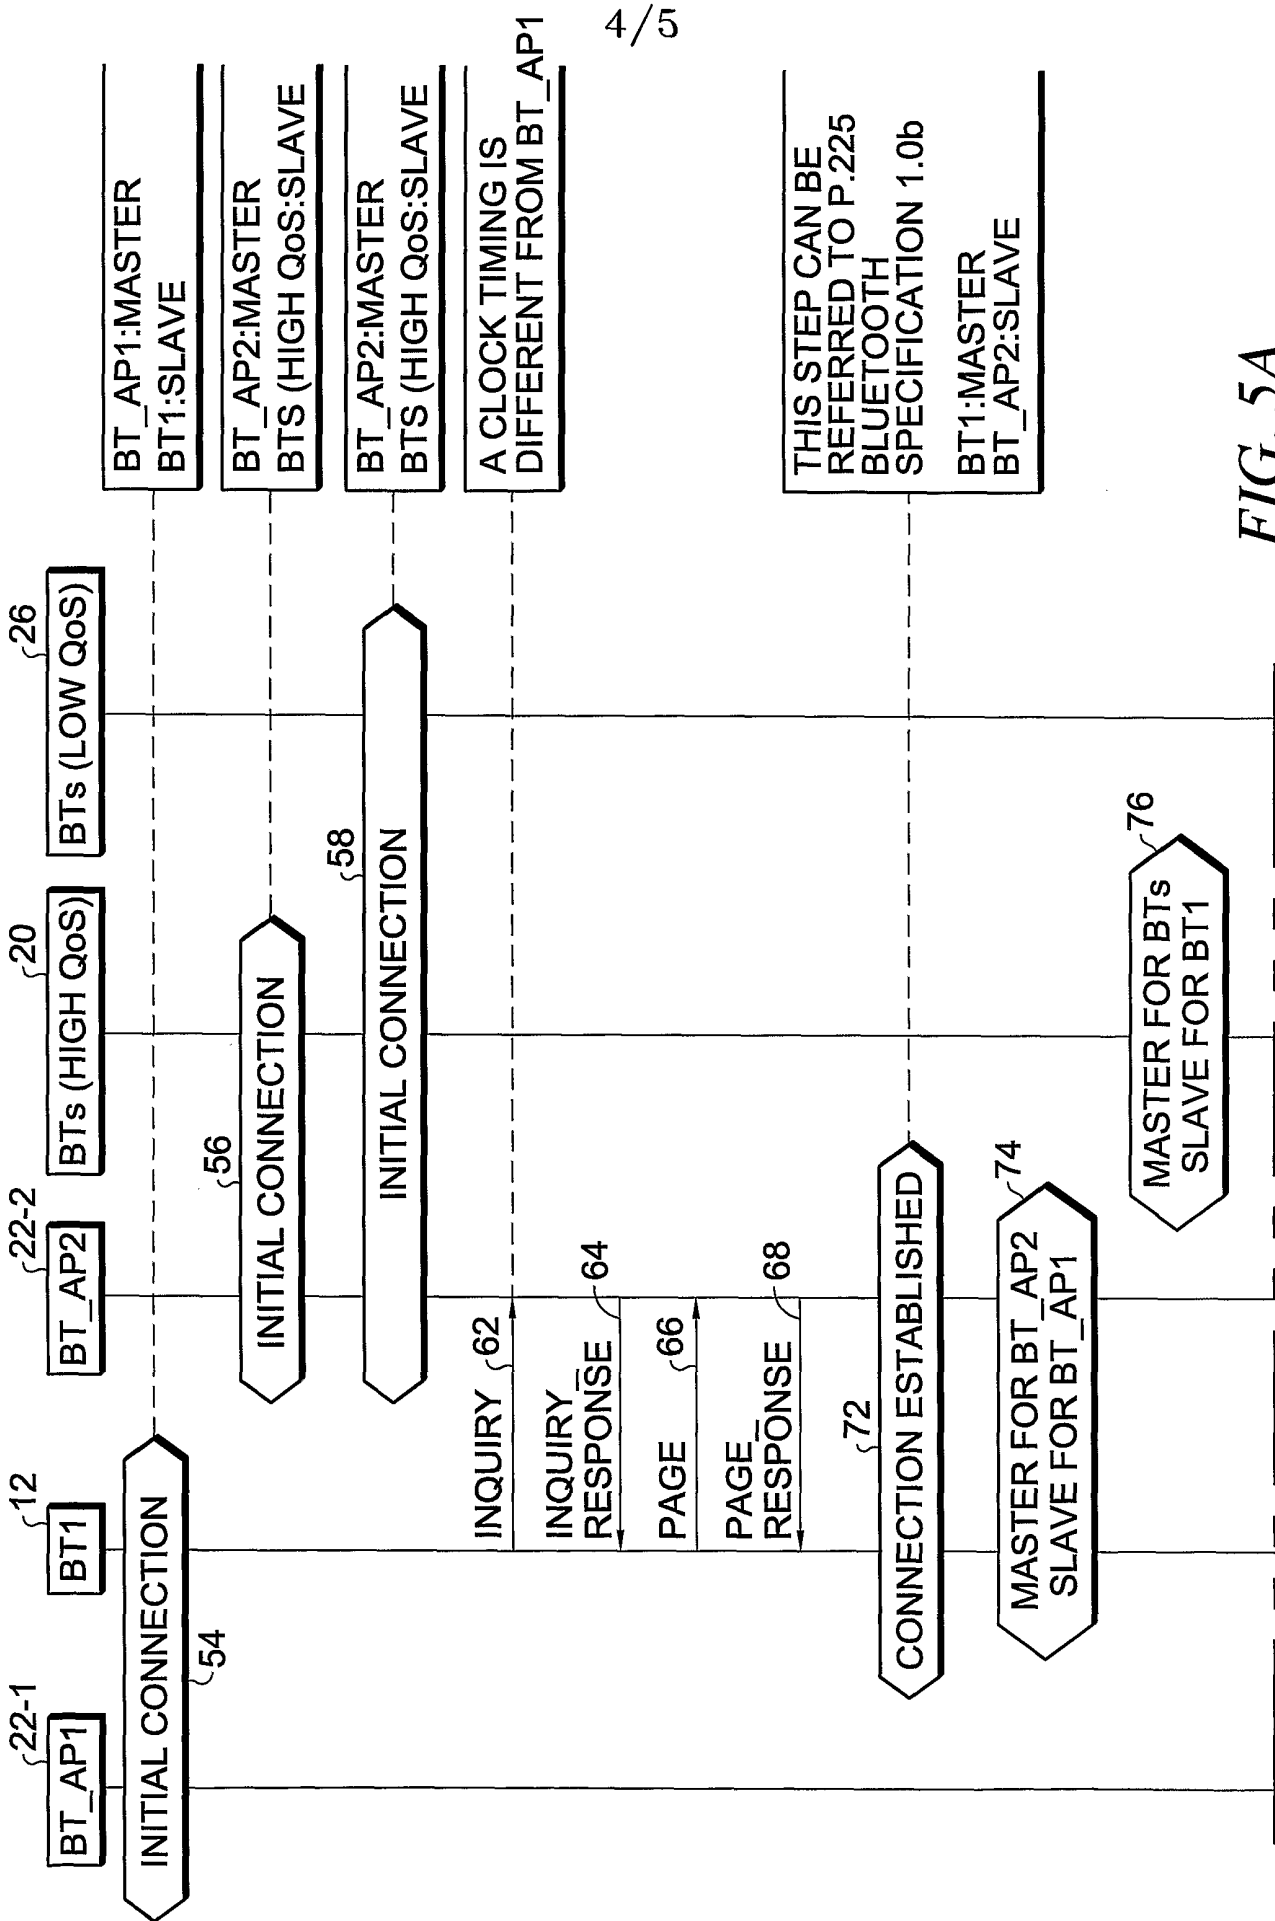 4/5
22-1
BT_AP1
12
BT1
22-2
BT_AP2
20
BTs (HIGH QoS)
26
BTs (LOW QoS)
INITIAL CONNECTION
54
BT_AP1:MASTER
BT1:SLAVE
56
INITIAL CONNECTION
BT_AP2:MASTER
BTS (HIGH QoS:SLAVE
58
INITIAL CONNECTION
BT_AP2:MASTER
BTS (HIGH QoS:SLAVE
INQUIRY
62
A CLOCK TIMING IS
DIFFERENT FROM BT_AP1
INQUIRY_
RESPONSE
64
PAGE
66
PAGE_
RESPONSE
68
72
CONNECTION ESTABLISHED
THIS STEP CAN BE
REFERRED TO P.225
BLUETOOTH
SPECIFICATION 1.0b
BT1:MASTER
BT_AP2:SLAVE
74
MASTER FOR BT_AP2
SLAVE FOR BT_AP1
76
MASTER FOR BTs
SLAVE FOR BT1
FIG. 5A